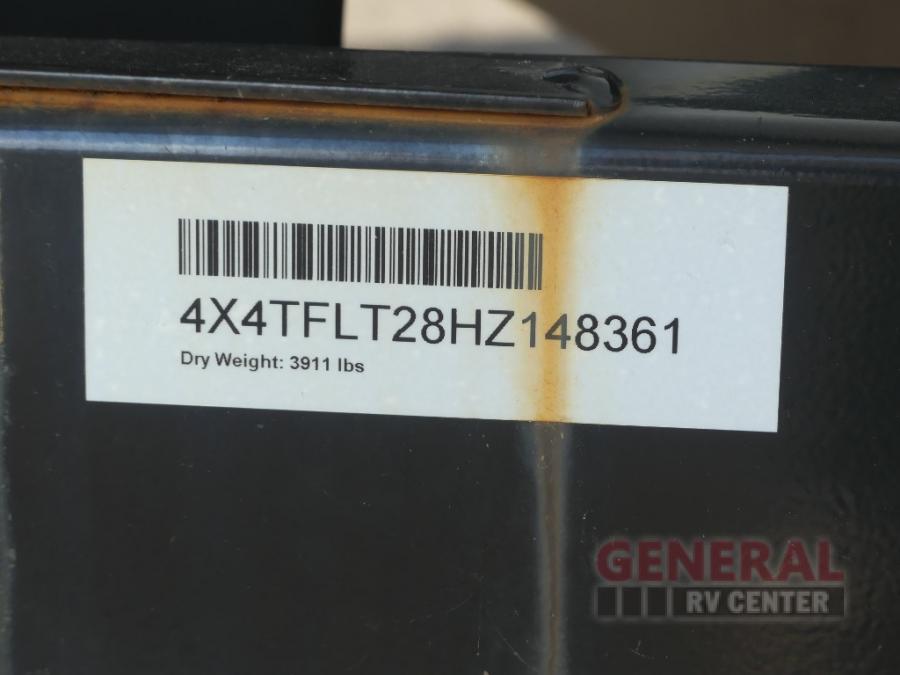 4X4TFLT28HZ148361
Dry Weight: 3911 lbs
GENERAL
RV CENTER